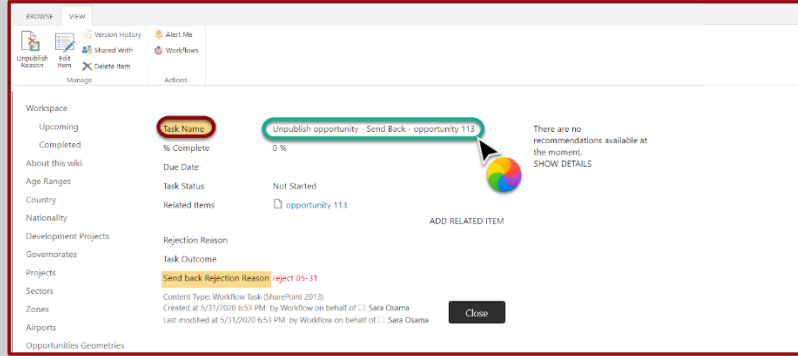 BROWSE VIEW
Unpublish Reason
Edit Item
Version History
Shared With
Delete Item
Manage
Alert Me
Workflows
Actions
Workspace
Upcoming
Completed
About this wiki
Age Ranges
Country
Nationality
Development Projects
Governorates
Projects
Sectors
Zones
Airports
Opportunities Geometries
Task Name Unpublish opportunity - Send Back - opportunity 113
% Complete 0 %
Due Date
Task Status Not Started
Related Items opportunity 113
ADD RELATED ITEM
Rejection Reason
Task Outcome
Send back Rejection Reason reject 05-31
Content Type: Workflow Task (SharePoint 2013)
Created at 5/31/2020 6:53 PM by Workflow on behalf of Sara Osama
Last modified at 5/31/2020 6:53 PM by Workflow on behalf of Sara Osama
Close
There are no
recommendations available at
the moment.
SHOW DETAILS